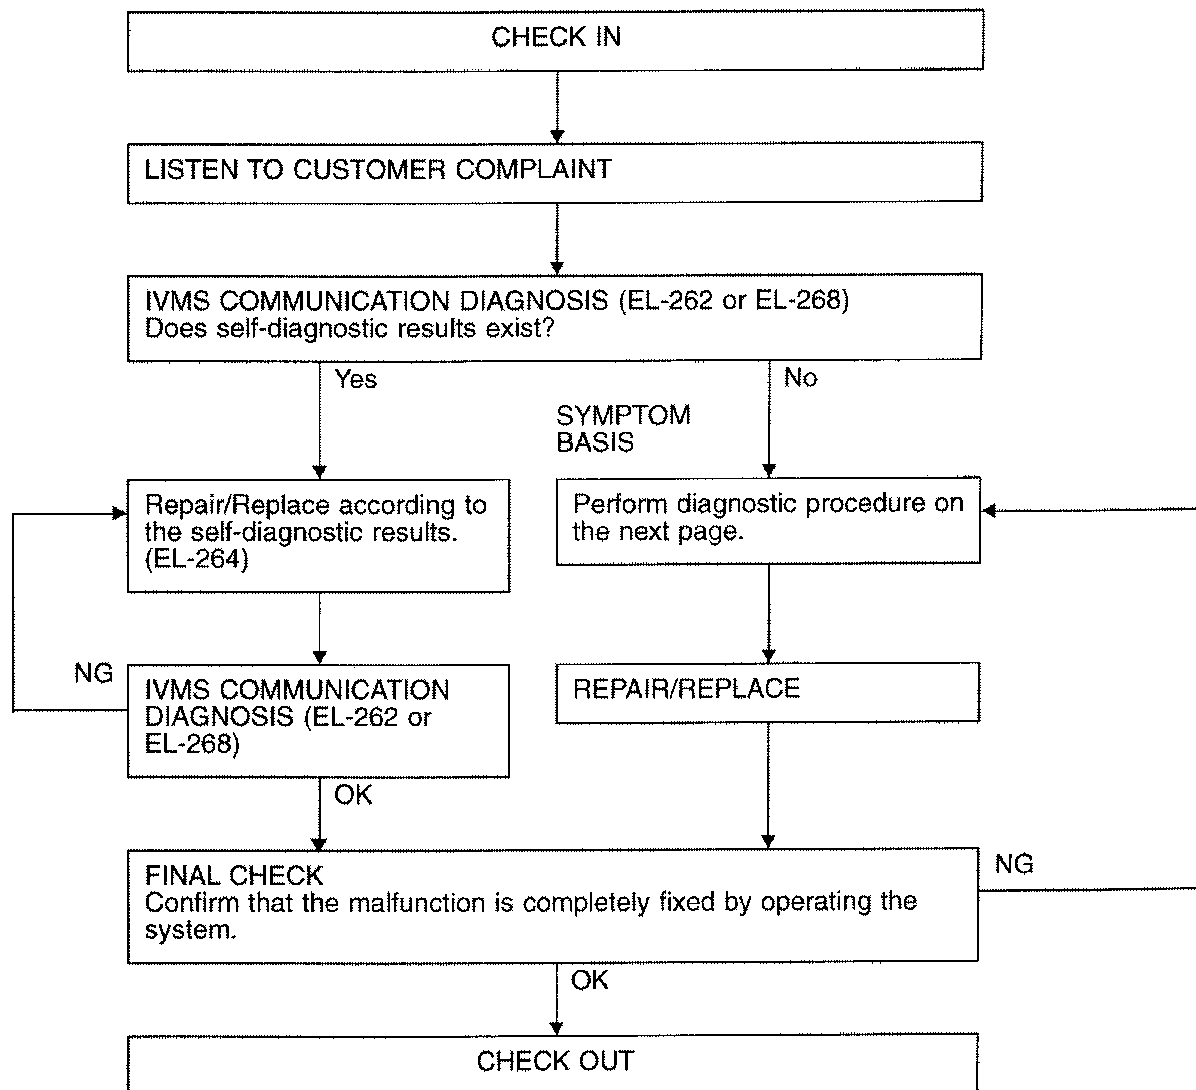 CHECK IN
LISTEN TO CUSTOMER COMPLAINT
IVMS COMMUNICATION DIAGNOSIS (EL-262 or EL-268)
Does self-diagnostic results exist?
Yes
No
SYMPTOM
BASIS
Repair/Replace according to
the self-diagnostic results.
(EL-264)
Perform diagnostic procedure on
the next page.
NG
IVMS COMMUNICATION
DIAGNOSIS (EL-262 or
EL-268)
REPAIR/REPLACE
OK
FINAL CHECK
Confirm that the malfunction is completely fixed by operating the
system.
NG
OK
CHECK OUT